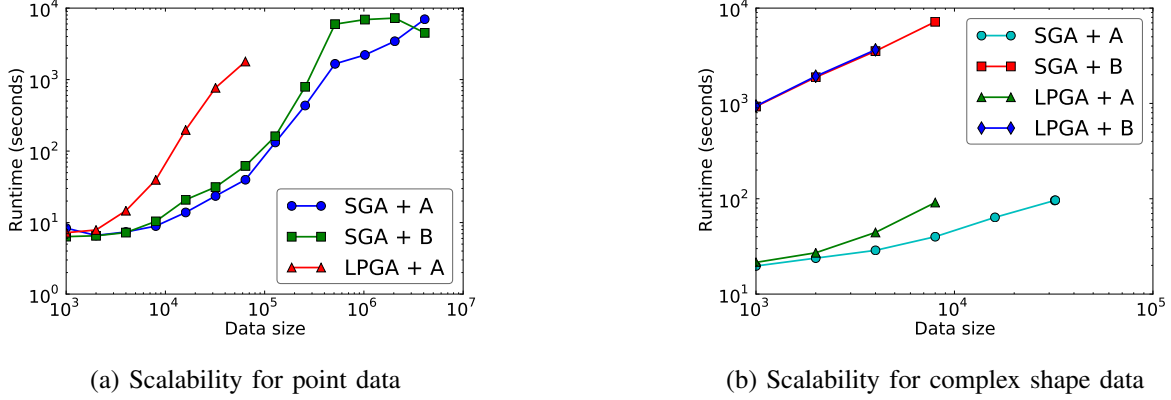 10^4
10^3
10^2
10^1
10^0
Runtime (seconds)
SGA + A
SGA + B
LPGA + A
10^3
10^4
10^5
10^6
10^7
Data size
(a) Scalability for point data
10^4
10^3
10^2
10^1
Runtime (seconds)
SGA + A
SGA + B
LPGA + A
LPGA + B
10^3
10^4
10^5
Data size
(b) Scalability for complex shape data